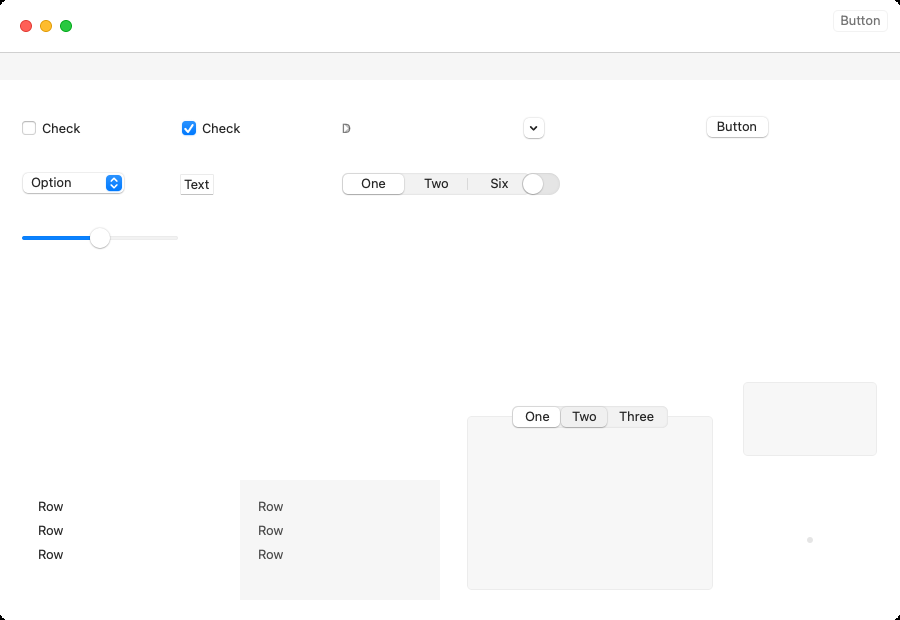 Button
Check
Check
D
Button
Option
Text
One Two Six
One Two Three
Row
Row
Row
Row
Row
Row